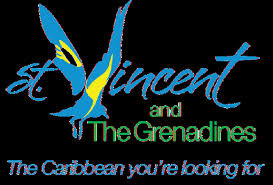 St. Vincent
and
The Grenadines
The Caribbean you're looking for